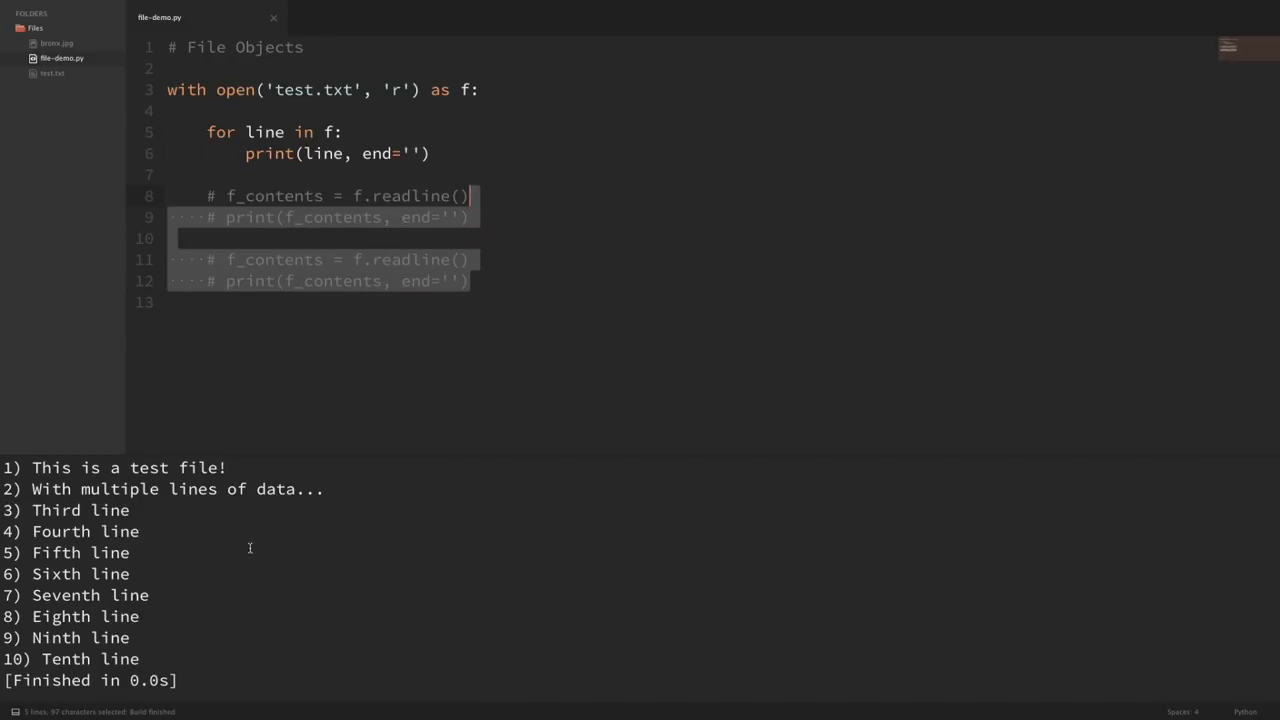 FOLDERS
Files
bronx.jpg
file-demo.py
test.txt
file-demo.py
1 # File Objects
2
3 with open('test.txt', 'r') as f:
4
5     for line in f:
6         print(line, end='')
7
8     # f_contents = f.readline()
9 ····# print(f_contents, end='')
10
11 ····# f_contents = f.readline()
12 ····# print(f_contents, end='')
13
1) This is a test file!
2) With multiple lines of data...
3) Third line
4) Fourth line
5) Fifth line
6) Sixth line
7) Seventh line
8) Eighth line
9) Ninth line
10) Tenth line
[Finished in 0.0s]
5 lines, 97 characters selected; Build finished
Spaces: 4
Python